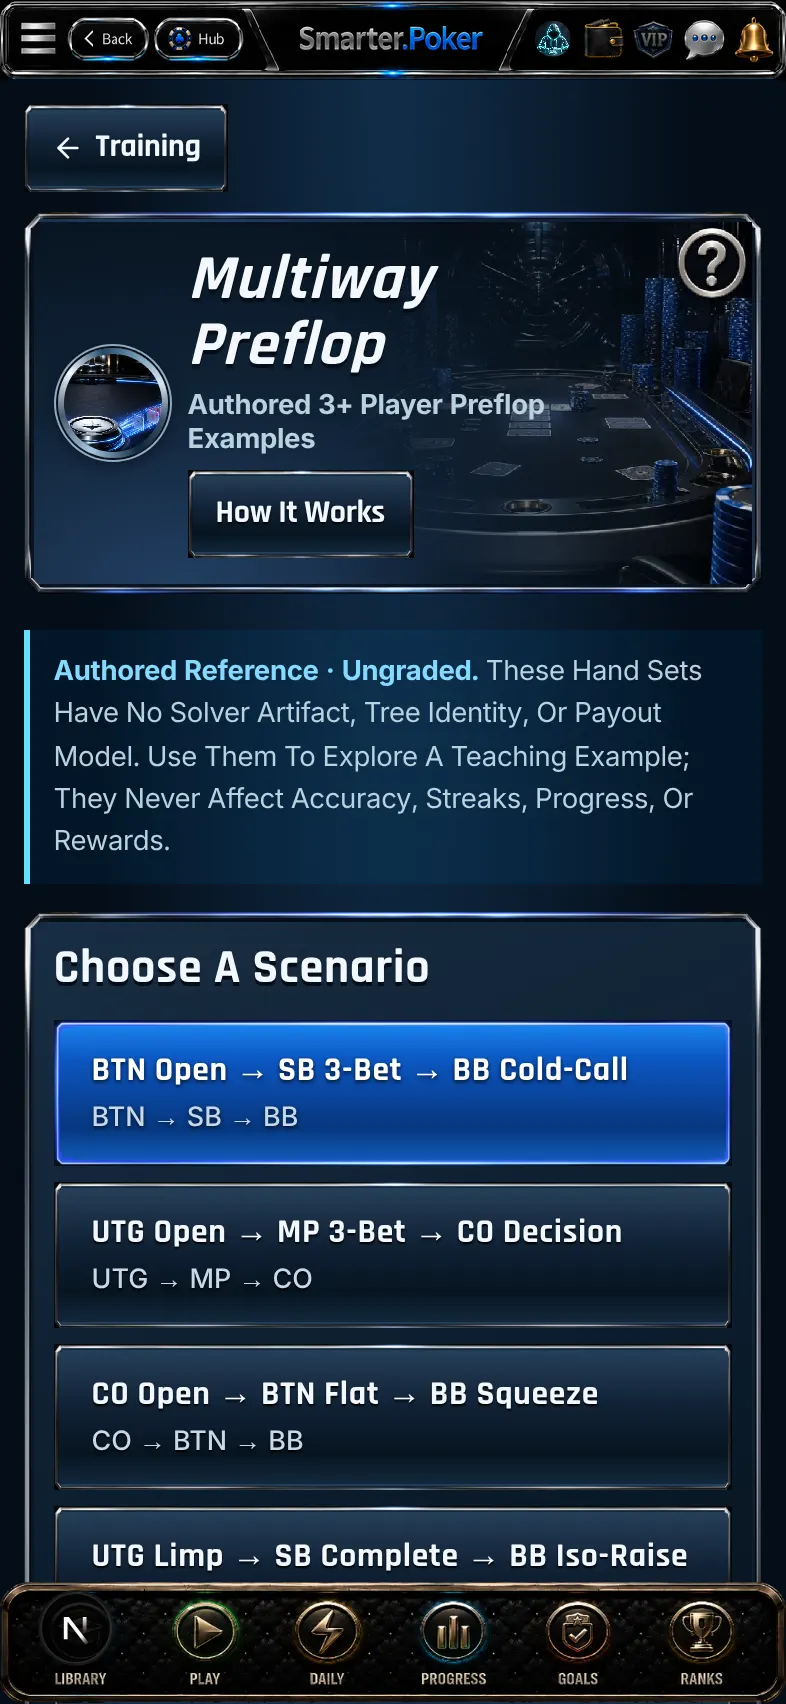 Back
Hub
Smarter.Poker
VIP
← Training
Multiway
Preflop
?
Authored 3+ Player Preflop
Examples
How It Works
Authored Reference · Ungraded. These Hand Sets
Have No Solver Artifact, Tree Identity, Or Payout
Model. Use Them To Explore A Teaching Example;
They Never Affect Accuracy, Streaks, Progress, Or
Rewards.
Choose A Scenario
BTN Open → SB 3-Bet → BB Cold-Call
BTN → SB → BB
UTG Open → MP 3-Bet → CO Decision
UTG → MP → CO
CO Open → BTN Flat → BB Squeeze
CO → BTN → BB
UTG Limp → SB Complete → BB Iso-Raise
N
LIBRARY
PLAY
DAILY
PROGRESS
GOALS
RANKS